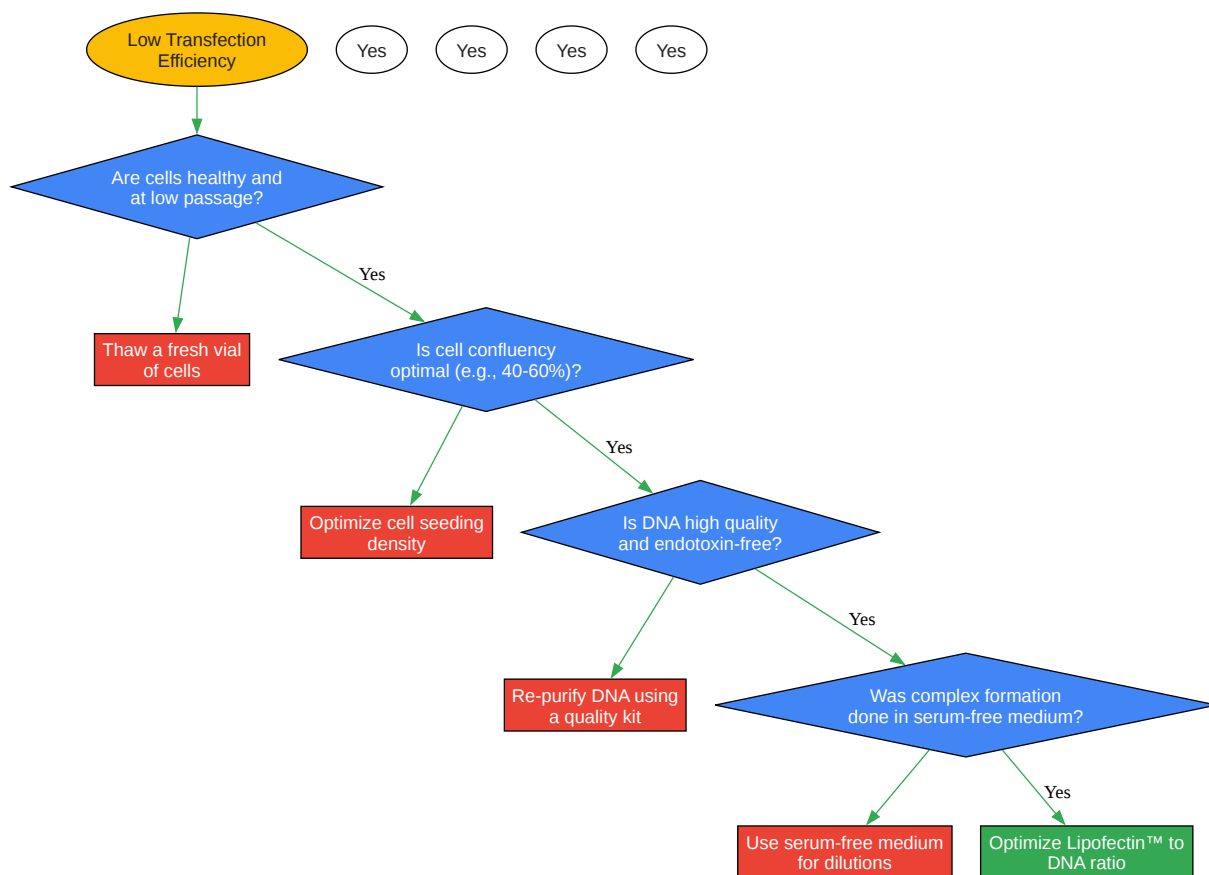 Low Transfection
Efficiency
Yes
Yes
Yes
Yes
Are cells healthy and
at low passage?
Yes
Thaw a fresh vial
of cells
Is cell confluency
optimal (e.g., 40-60%)?
Yes
Optimize cell seeding
density
Is DNA high quality
and endotoxin-free?
Yes
Re-purify DNA using
a quality kit
Was complex formation
done in serum-free medium?
Yes
Use serum-free medium
for dilutions
Optimize Lipofectin™ to
DNA ratio